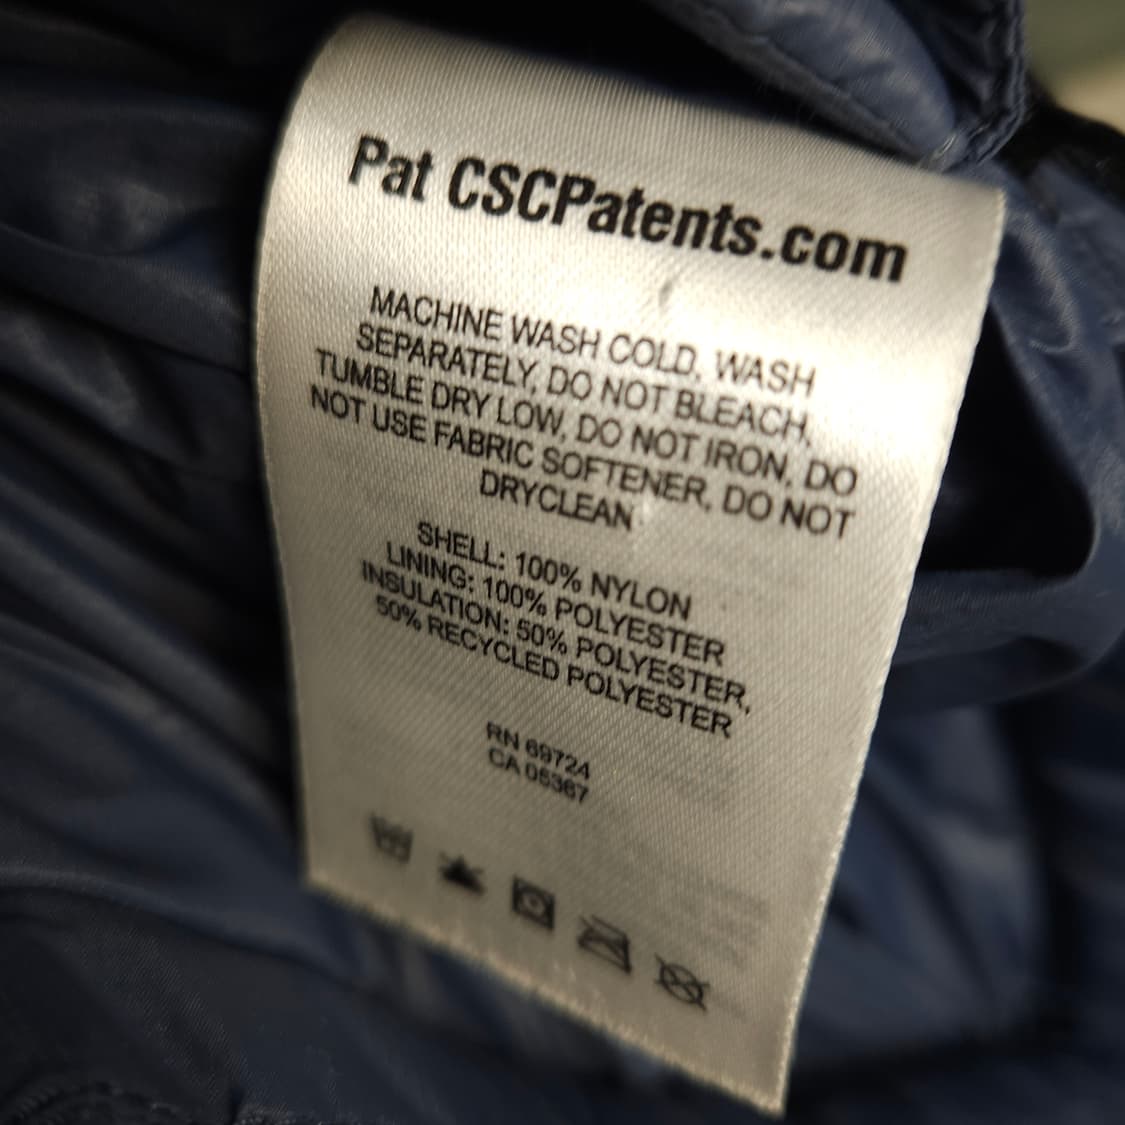 Pat CSCPatents.com
MACHINE WASH COLD, WASH
SEPARATELY, DO NOT BLEACH,
TUMBLE DRY LOW, DO NOT IRON, DO
NOT USE FABRIC SOFTENER, DO NOT
DRYCLEAN
SHELL: 100% NYLON
LINING: 100% POLYESTER
INSULATION: 50% POLYESTER,
50% RECYCLED POLYESTER
RN 69724
CA 05367